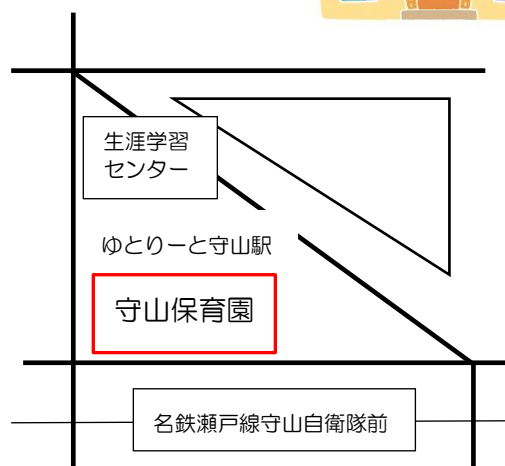 生涯学習
センター
ゆとりーと守山駅
守山保育園
名鉄瀬戸線守山自衛隊前